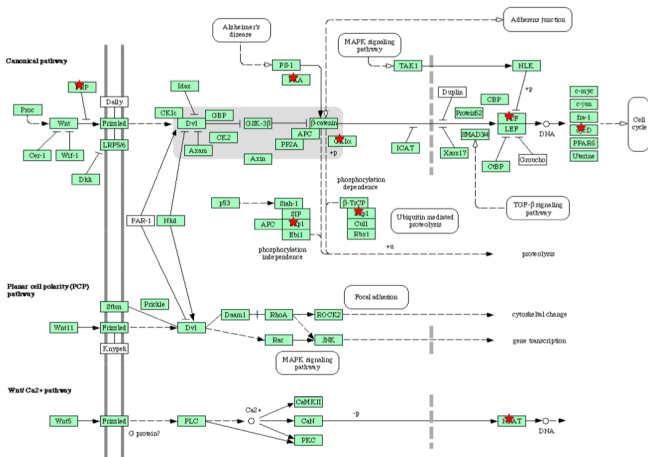 Alzheimer's
disease
Adherens junction
Canonical pathway
PS-1
MAPK signaling
pathway
TAK1
NLK
Idax
Duplin
+p
c-myc
Dally
CBP
c-jun
Porc
Wnt
Frizzled
CK1ε
Dvl
GBP
GSK-3β
β-catenin
fra-1
Cell
cycle
CK2
APC
LEF
DNA
LRP5/6
Axam
PP2A
PPARδ
Cer-1
Wif-1
Axin
+p
ICAT
Xsox17
CtBP
Groucho
Uterine
Dkk
phosphorylation
dependence
TGF-β signaling
pathway
p53
Siah-1
β-TrCP
PAR-1
Nkd
SIP
Ubiquitin mediated
proteolysis
APC
Cul1
Ebi1
Rbx1
phosphorylation
independence
+u
proteolysis
Planar cell polarity (PCP)
pathway
Focal adhesion
Stbm
Prickle
Daam1
RhoA
ROCK2
cytoskeltal change
Wnt11
Frizzled
Dvl
Rac
JNK
gene transcription
Knypek
MAPK signaling
pathway
Wnt/Ca2+ pathway
CaMKII
Ca2+
-p
Wnt5
Frizzled
PLC
CaN
DNA
G protein?
PKC